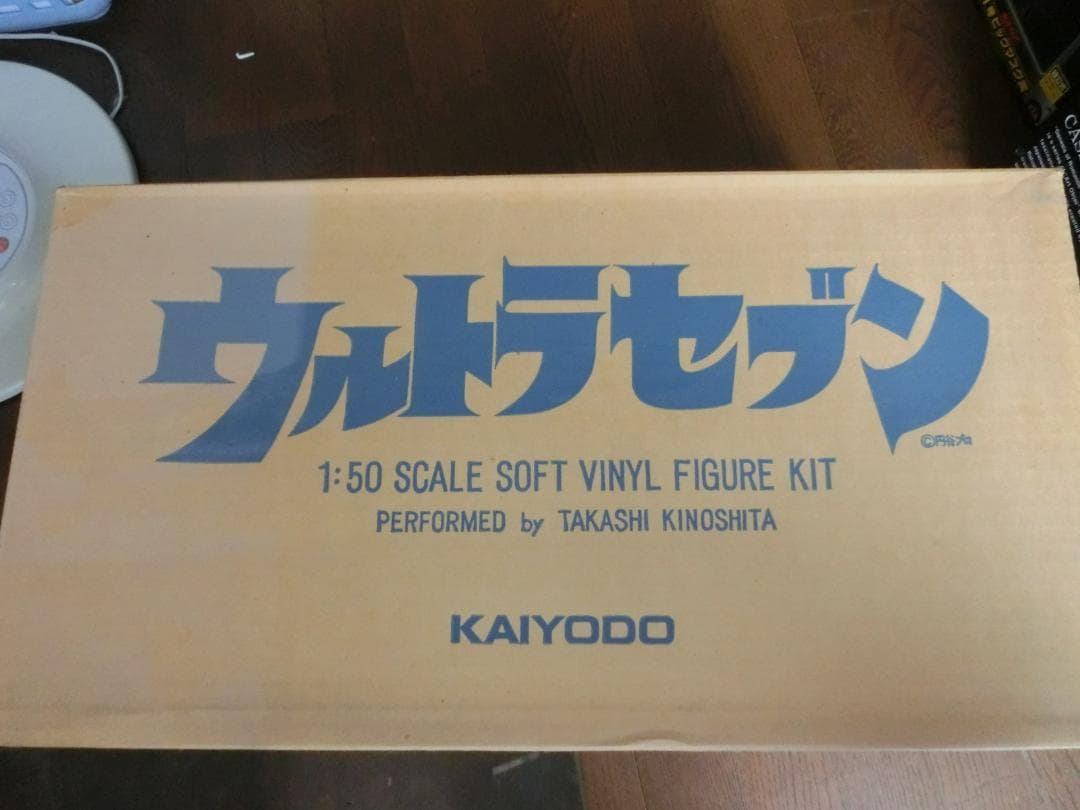 ウルトラセブン
©円谷プロ
1:50 SCALE SOFT VINYL FIGURE KIT
PERFORMED by TAKASHI KINOSHITA
KAIYODO